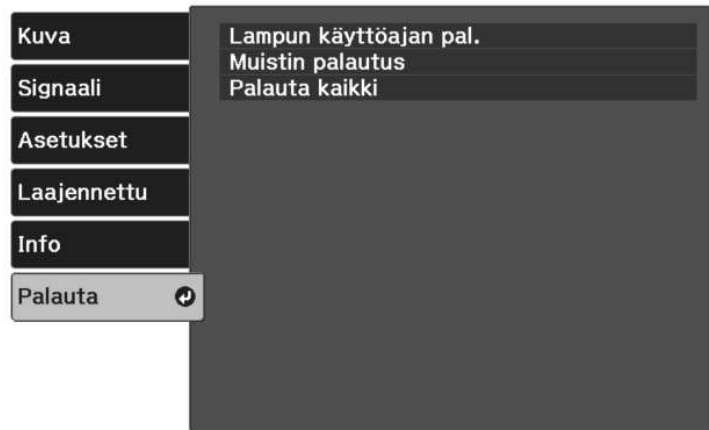 Kuva
Signaali
Asetukset
Laajennettu
Info
Palauta
Lampun käyttöajan pal.
Muistin palautus
Palauta kaikki